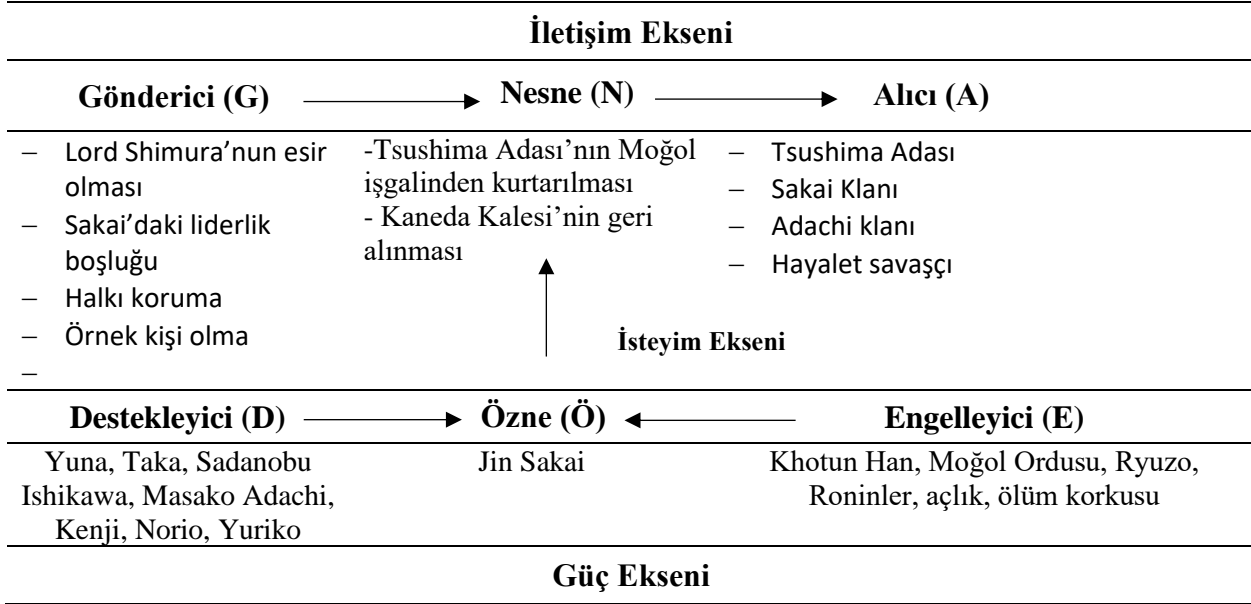 İletişim Ekseni
Gönderici (G)
Nesne (N)
Alıcı (A)
– Lord Shimura’nun esir
olması
– Sakai’daki liderlik
boşluğu
– Halkı koruma
– Örnek kişi olma
–
-Tsushima Adası’nın Moğol
işgalinden kurtarılması
- Kaneda Kalesi’nin geri
alınması
– Tsushima Adası
– Sakai Klanı
– Adachi klanı
– Hayalet savaşçı
İsteyim Ekseni
Destekleyici (D)
Özne (Ö)
Engelleyici (E)
Yuna, Taka, Sadanobu
Ishikawa, Masako Adachi,
Kenji, Norio, Yuriko
Jin Sakai
Khotun Han, Moğol Ordusu, Ryuzo,
Roninler, açlık, ölüm korkusu
Güç Ekseni